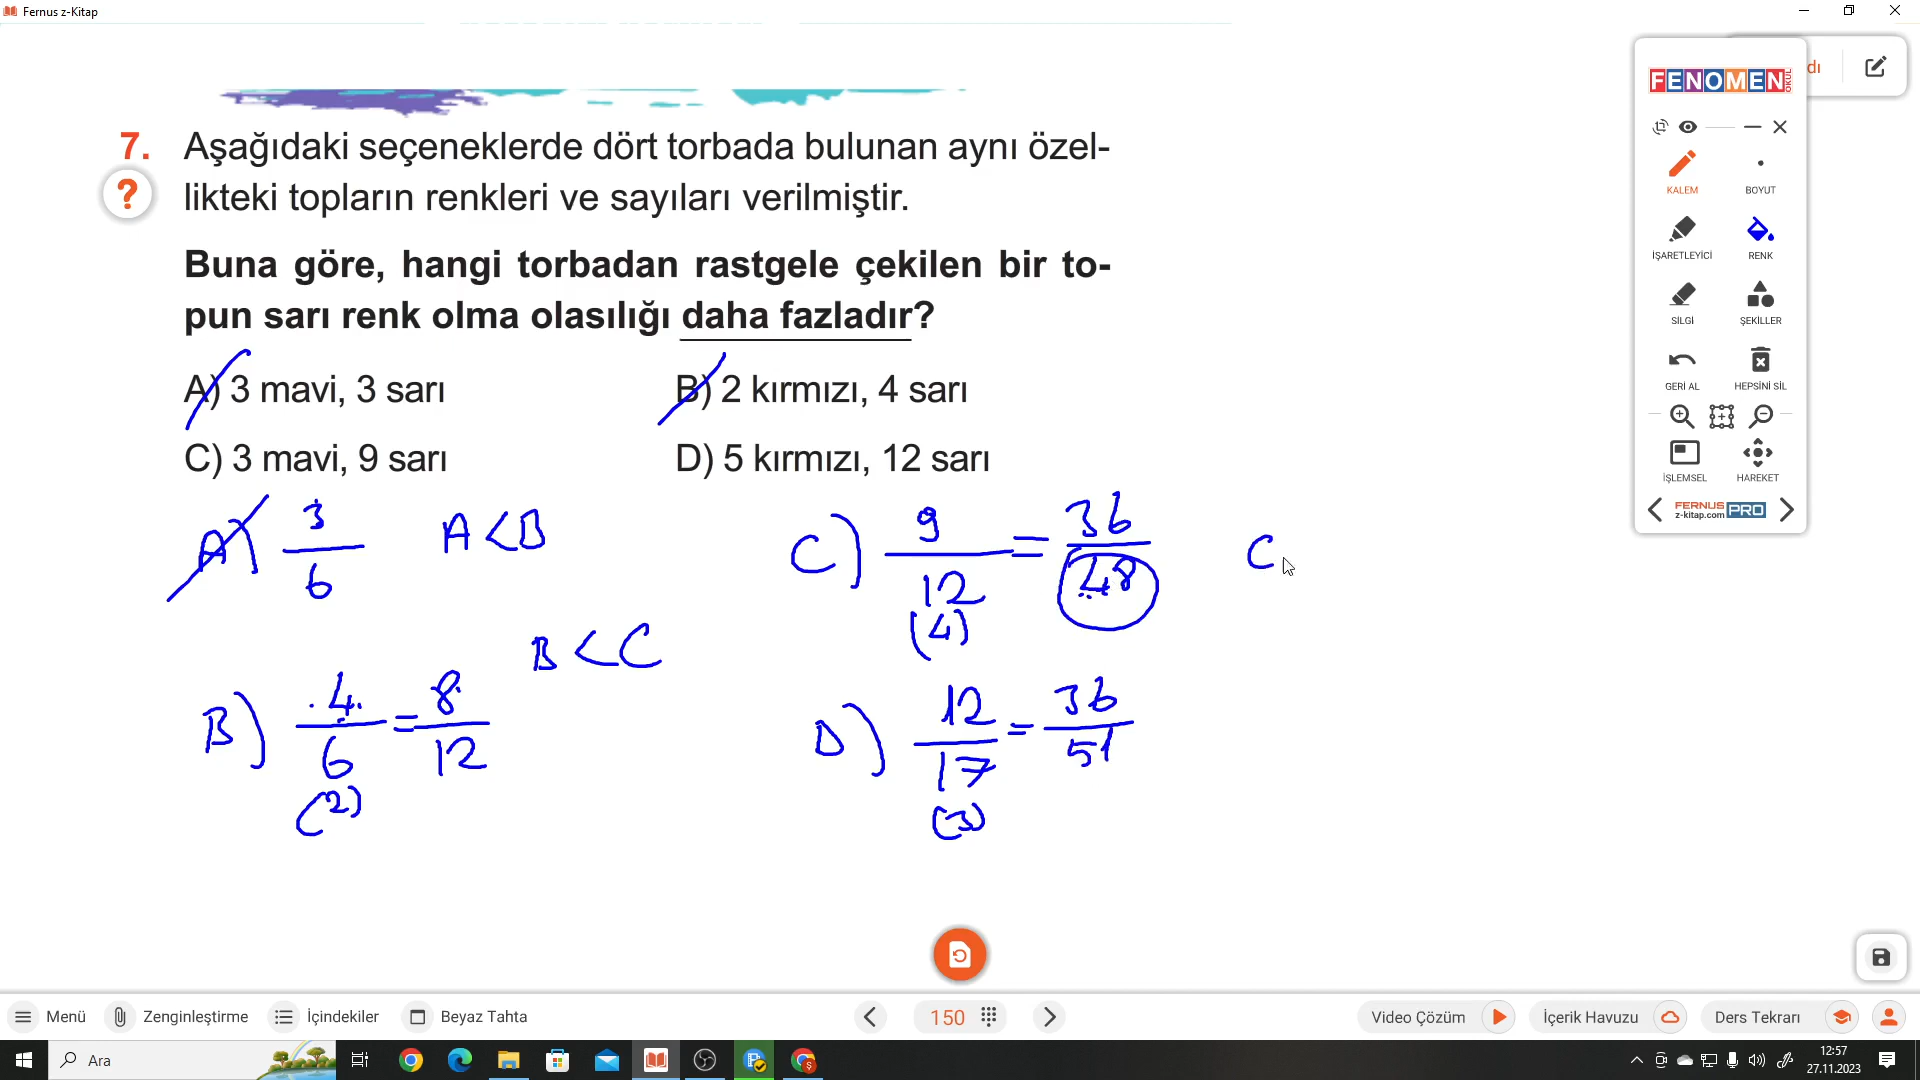 Fernus z-Kitap
FENOMEN OKUL
dı
7. Aşağıdaki seçeneklerde dört torbada bulunan aynı özel-
likteki topların renkleri ve sayıları verilmiştir.
Buna göre, hangi torbadan rastgele çekilen bir to-
pun sarı renk olma olasılığı daha fazladır?
A) 3 mavi, 3 sarı
B) 2 kırmızı, 4 sarı
C) 3 mavi, 9 sarı
D) 5 kırmızı, 12 sarı
A) 3/6
A < B
C) 9/12 = 36/48
(4)
C
B < C
B) 4/6 = 8/12
(2)
D) 12/17 = 36/51
(3)
KALEM
BOYUT
İŞARETLEYİCİ
RENK
SİLGİ
ŞEKİLLER
GERİ AL
HEPSİNİ SİL
İŞLEMSEL
HAREKET
FERNUS
z-kitap.com PRO
Menü
Zenginleştirme
İçindekiler
Beyaz Tahta
150
Video Çözüm
İçerik Havuzu
Ders Tekrarı
Ara
12:57
27.11.2023